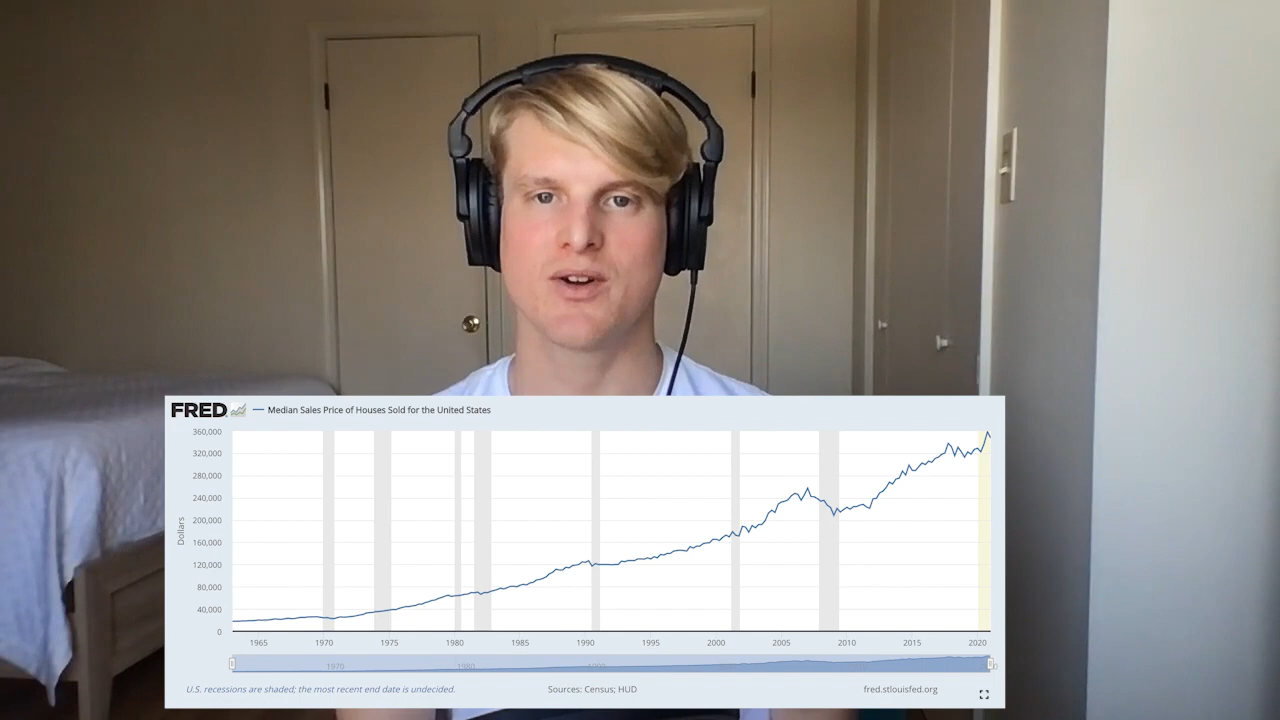 FRED
Median Sales Price of Houses Sold for the United States
360,000
320,000
280,000
240,000
200,000
160,000
120,000
80,000
40,000
0
Dollars
1965 1970 1975 1980 1985 1990 1995 2000 2005 2010 2015 2020
1970 1980 1990
U.S. recessions are shaded; the most recent end date is undecided.
Sources: Census; HUD
fred.stlouisfed.org